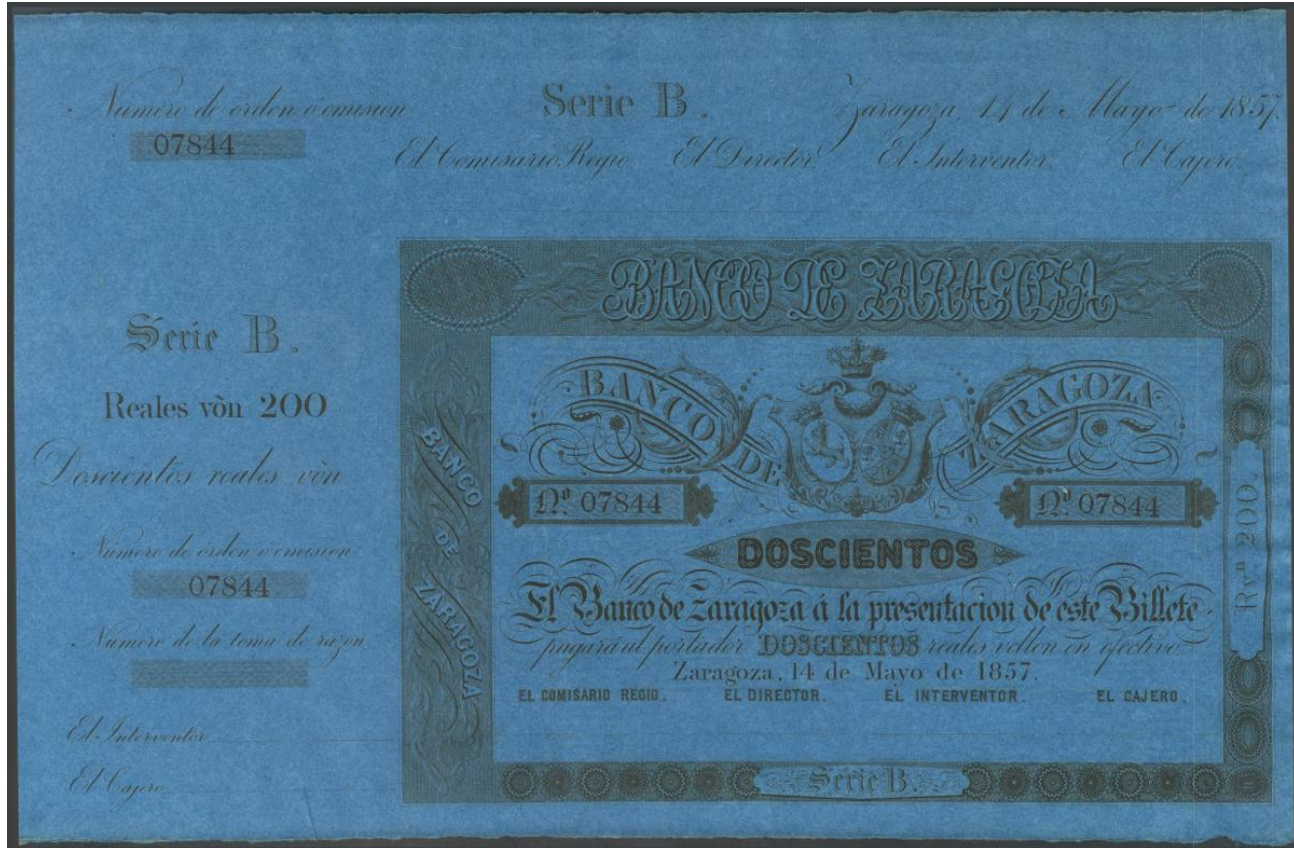 Número de orden ó emision
07844
Serie B.
Zaragoza, 14 de Mayo de 1857.
El Comisario Regio. El Director. El Interventor. El Cajero.
Serie B.
Reales vòn 200
Doscientos reales vòn
Número de orden ó emision
07844
Número de la toma de razon
El Interventor
El Cajero
BANCO DE ZARAGOZA
BANCO DE ZARAGOZA
BANCO DE ZARAGOZA
Nº 07844
Nº 07844
DOSCIENTOS
El Banco de Zaragoza á la presentacion de este Billete
pagará al portador DOSCIENTOS reales vellon en efectivo
Zaragoza, 14 de Mayo de 1857.
EL COMISARIO REGIO. EL DIRECTOR. EL INTERVENTOR. EL CAJERO.
Rs.n 200.
Serie B.